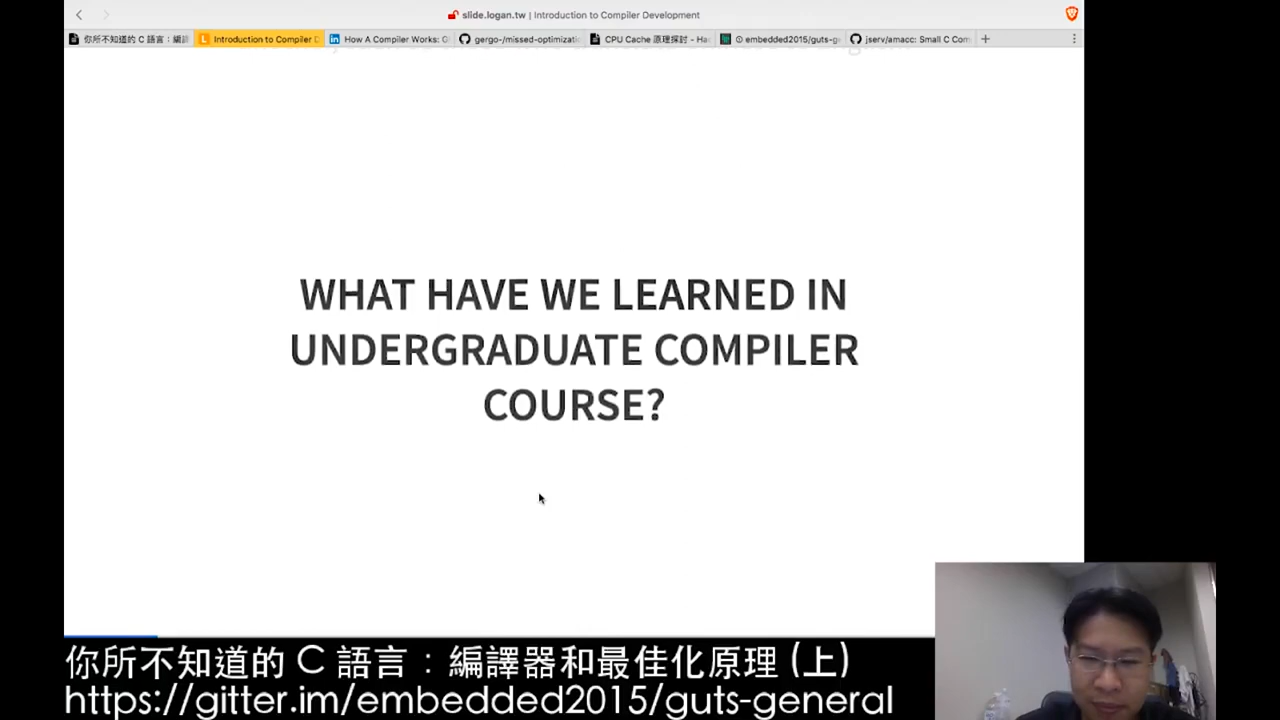 slide.logan.tw | Introduction to Compiler Development
你所不知道的 C 語言：編譯
Introduction to Compiler D
How A Compiler Works: G
gergo-/missed-optimizati
CPU Cache 原理探討 - Ha
embedded2015/guts-g
jserv/amacc: Small C Com
WHAT HAVE WE LEARNED IN
UNDERGRADUATE COMPILER
COURSE?
你所不知道的 C 語言：編譯器和最佳化原理 (上)
https://gitter.im/embedded2015/guts-general